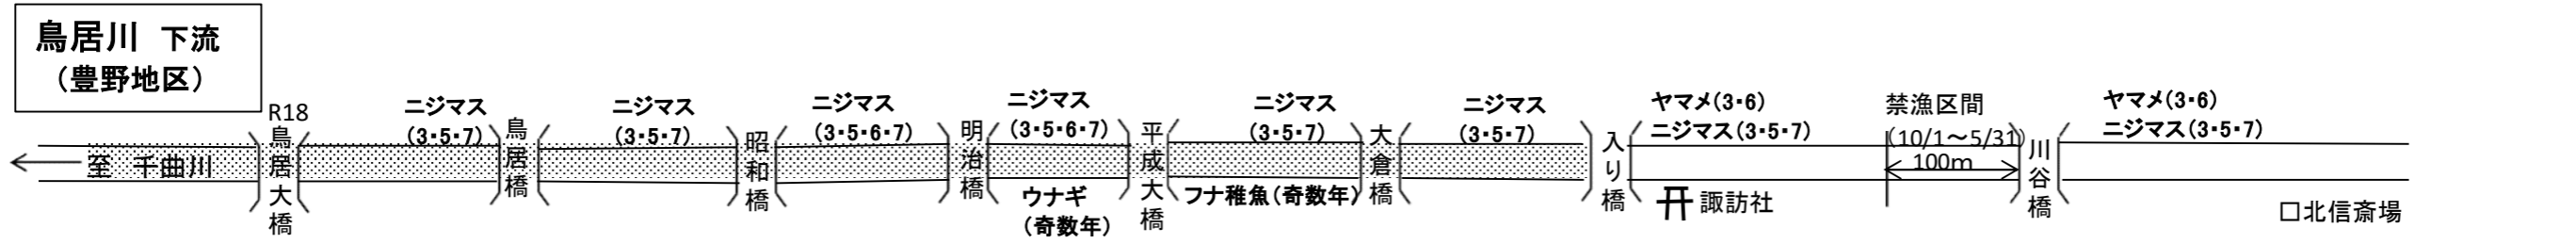 鳥居川 下流
（豊野地区）
R18
鳥居大橋
至 千曲川
ニジマス
（3・5・7）
鳥居橋
ニジマス
（3・5・7）
昭和橋
ニジマス
（3・5・6・7）
明治橋
ニジマス
（3・5・6・7）
ウナギ
（奇数年）
平成大橋
ニジマス
（3・5・7）
フナ稚魚（奇数年）
大倉橋
ニジマス
（3・5・7）
入り橋
ヤマメ（3・6）
ニジマス（3・5・7）
諏訪社
禁漁区間
（10/1～5/31）
100m
川谷橋
ヤマメ（3・6）
ニジマス（3・5・7）
□北信斎場